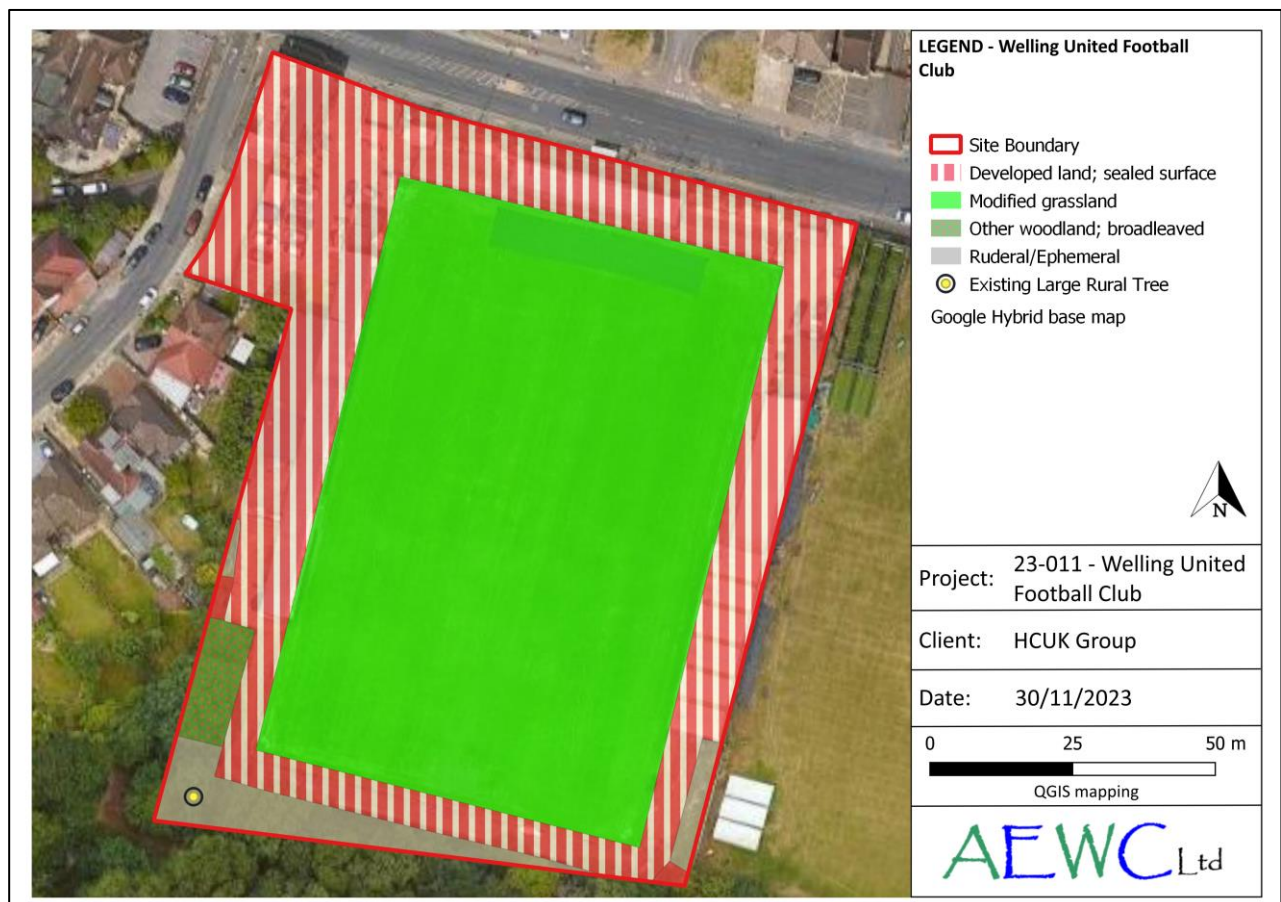 LEGEND - Welling United Football
Club
Site Boundary
Developed land; sealed surface
Modified grassland
Other woodland; broadleaved
Ruderal/Ephemeral
Existing Large Rural Tree
Google Hybrid base map
N
Project: 23-011 - Welling United
Football Club
Client: HCUK Group
Date: 30/11/2023
0 25 50 m
QGIS mapping
AEWC Ltd